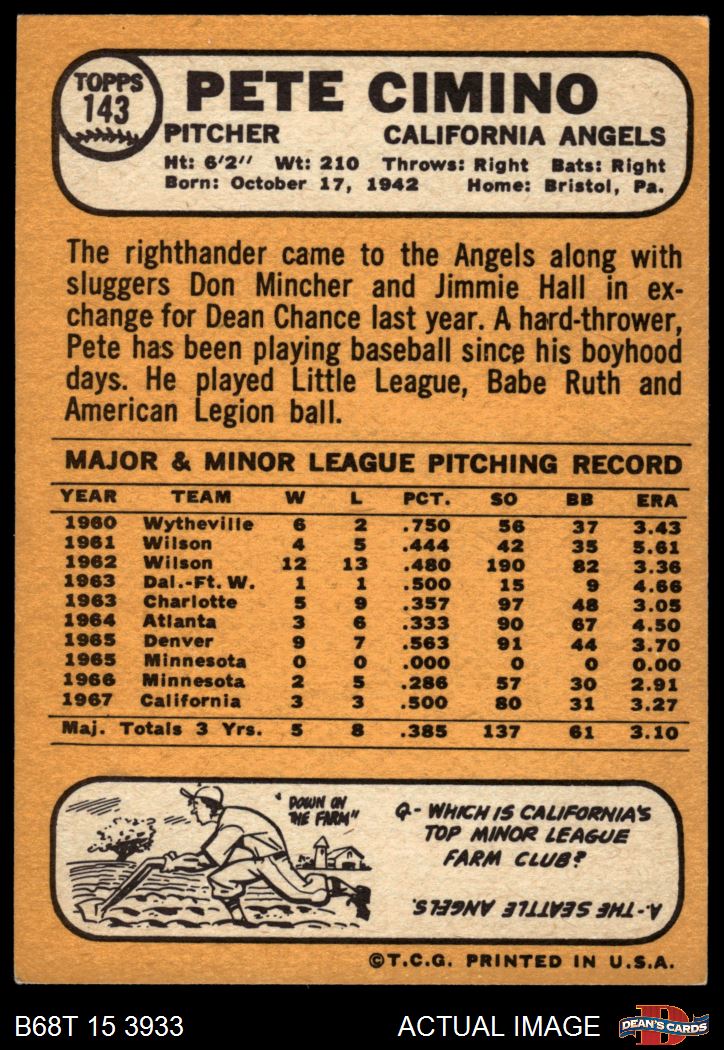 TOPPS
143
PETE CIMINO
PITCHER CALIFORNIA ANGELS
Ht: 6'2" Wt: 210 Throws: Right Bats: Right
Born: October 17, 1942 Home: Bristol, Pa.
The righthander came to the Angels along with
sluggers Don Mincher and Jimmie Hall in ex-
change for Dean Chance last year. A hard-thrower,
Pete has been playing baseball since his boyhood
days. He played Little League, Babe Ruth and
American Legion ball.
MAJOR & MINOR LEAGUE PITCHING RECORD
YEAR TEAM W L PCT. SO BB ERA
1960 Wytheville 6 2 .750 56 37 3.43
1961 Wilson 4 5 .444 42 35 5.61
1962 Wilson 12 13 .480 190 82 3.36
1963 Dal.-Ft. W. 1 1 .500 15 9 4.66
1963 Charlotte 5 9 .357 97 48 3.05
1964 Atlanta 3 6 .333 90 67 4.50
1965 Denver 9 7 .563 91 44 3.70
1965 Minnesota 0 0 .000 0 0 0.00
1966 Minnesota 2 5 .286 57 30 2.91
1967 California 3 3 .500 80 31 3.27
Maj. Totals 3 Yrs. 5 8 .385 137 61 3.10
"DOWN ON
THE FARM"
Q- WHICH IS CALIFORNIA'S
TOP MINOR LEAGUE
FARM CLUB?
A- THE SEATTLE ANGELS.
©T.C.G. PRINTED IN U.S.A.
B68T 15 3933 ACTUAL IMAGE DEAN'S CARDS